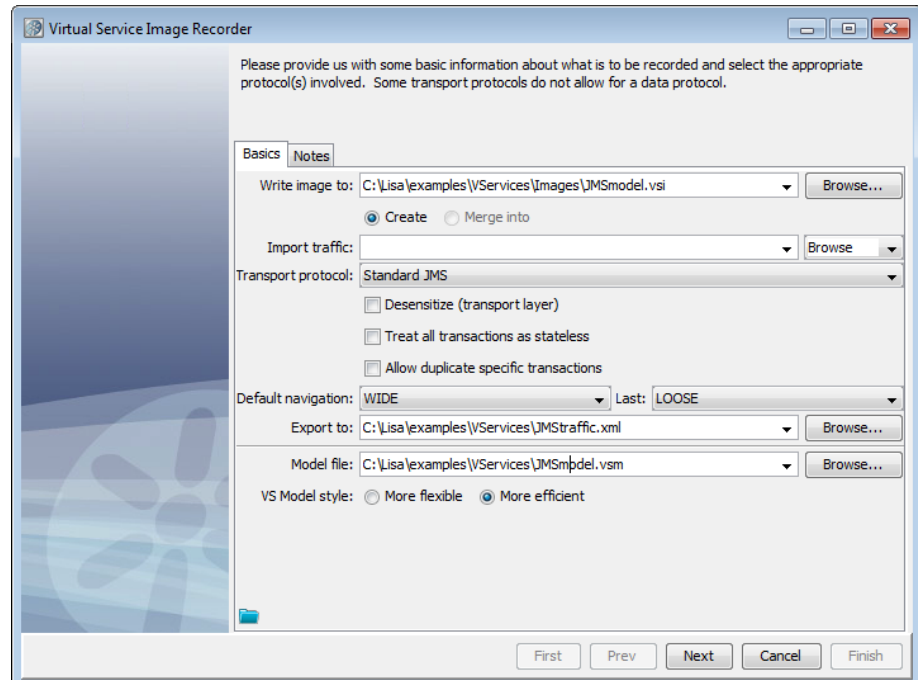 Virtual Service Image Recorder
Please provide us with some basic information about what is to be recorded and select the appropriate
protocol(s) involved. Some transport protocols do not allow for a data protocol.
Basics Notes
Write image to: C:\Lisa\examples\VServices\Images\JMSmodel.vsi Browse...
Create Merge into
Import traffic: Browse
Transport protocol: Standard JMS
Desensitize (transport layer)
Treat all transactions as stateless
Allow duplicate specific transactions
Default navigation: WIDE Last: LOOSE
Export to: C:\Lisa\examples\VServices\JMStraffic.xml Browse...
Model file: C:\Lisa\examples\VServices\JMSmodel.vsm Browse...
VS Model style: More flexible More efficient
First Prev Next Cancel Finish